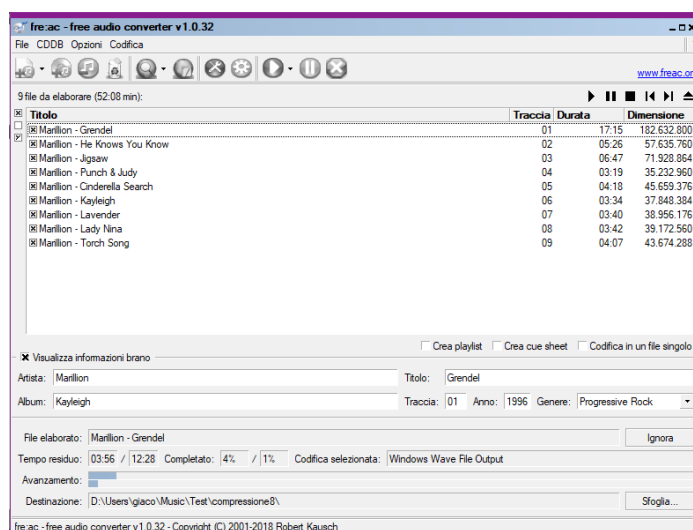 fre:ac - free audio converter v1.0.32
File CDDB Opzioni Codifica
www.freac.or
9 file da elaborare (52:08 min):
Titolo Traccia Durata Dimensione
Marillion - Grendel 01 17:15 182.632.800
Marillion - He Knows You Know 02 05:26 57.635.760
Marillion - Jigsaw 03 06:47 71.928.864
Marillion - Punch & Judy 04 03:19 35.232.960
Marillion - Cinderella Search 05 04:18 45.659.376
Marillion - Kayleigh 06 03:34 37.848.384
Marillion - Lavender 07 03:40 38.956.176
Marillion - Lady Nina 08 03:42 39.172.560
Marillion - Torch Song 09 04:07 43.674.288
Crea playlist Crea cue sheet Codifica in un file singolo
Visualizza informazioni brano
Artista: Marillion Titolo: Grendel
Album: Kayleigh Traccia: 01 Anno: 1996 Genere: Progressive Rock
File elaborato: Marillion - Grendel Ignora
Tempo residuo: 03:56 / 12:28 Completato: 4% / 1% Codifica selezionata: Windows Wave File Output
Avanzamento:
Destinazione: D:\Users\giaco\Music\Test\compressione8\ Sfoglia...
fre:ac - free audio converter v1.0.32 - Copyright (C) 2001-2018 Robert Kausch